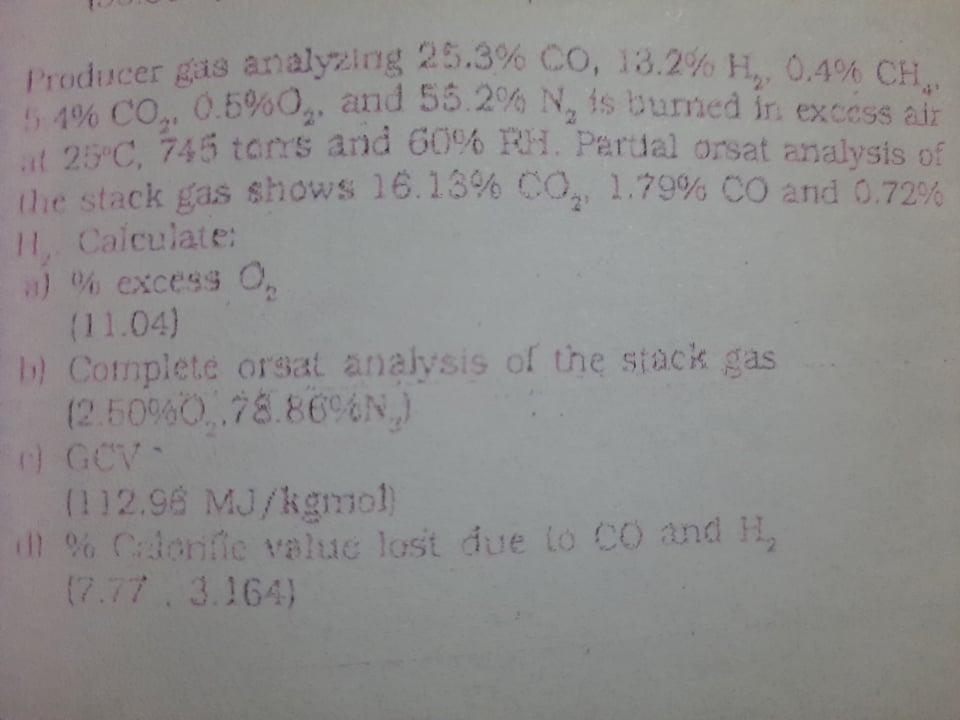 Producer gas analyzing 25.3% CO, 13.2% H₂, 0.4% CH₄,
5.4% CO₂, 0.5%O₂, and 55.2% N₂ is burned in excess air
at 25°C, 745 torrs and 60% RH. Partial orsat analysis of
the stack gas shows 16.13% CO₂, 1.79% CO and 0.72%
H₂. Calculate:
a) % excess O₂
(11.04)
b) Complete orsat analysis of the stack gas
(2.50%O₂,78.86%N₂)
c) GCV
(112.98 MJ/kgmol)
d) % Calorific value lost due to CO and H₂
(7.77 , 3.164)